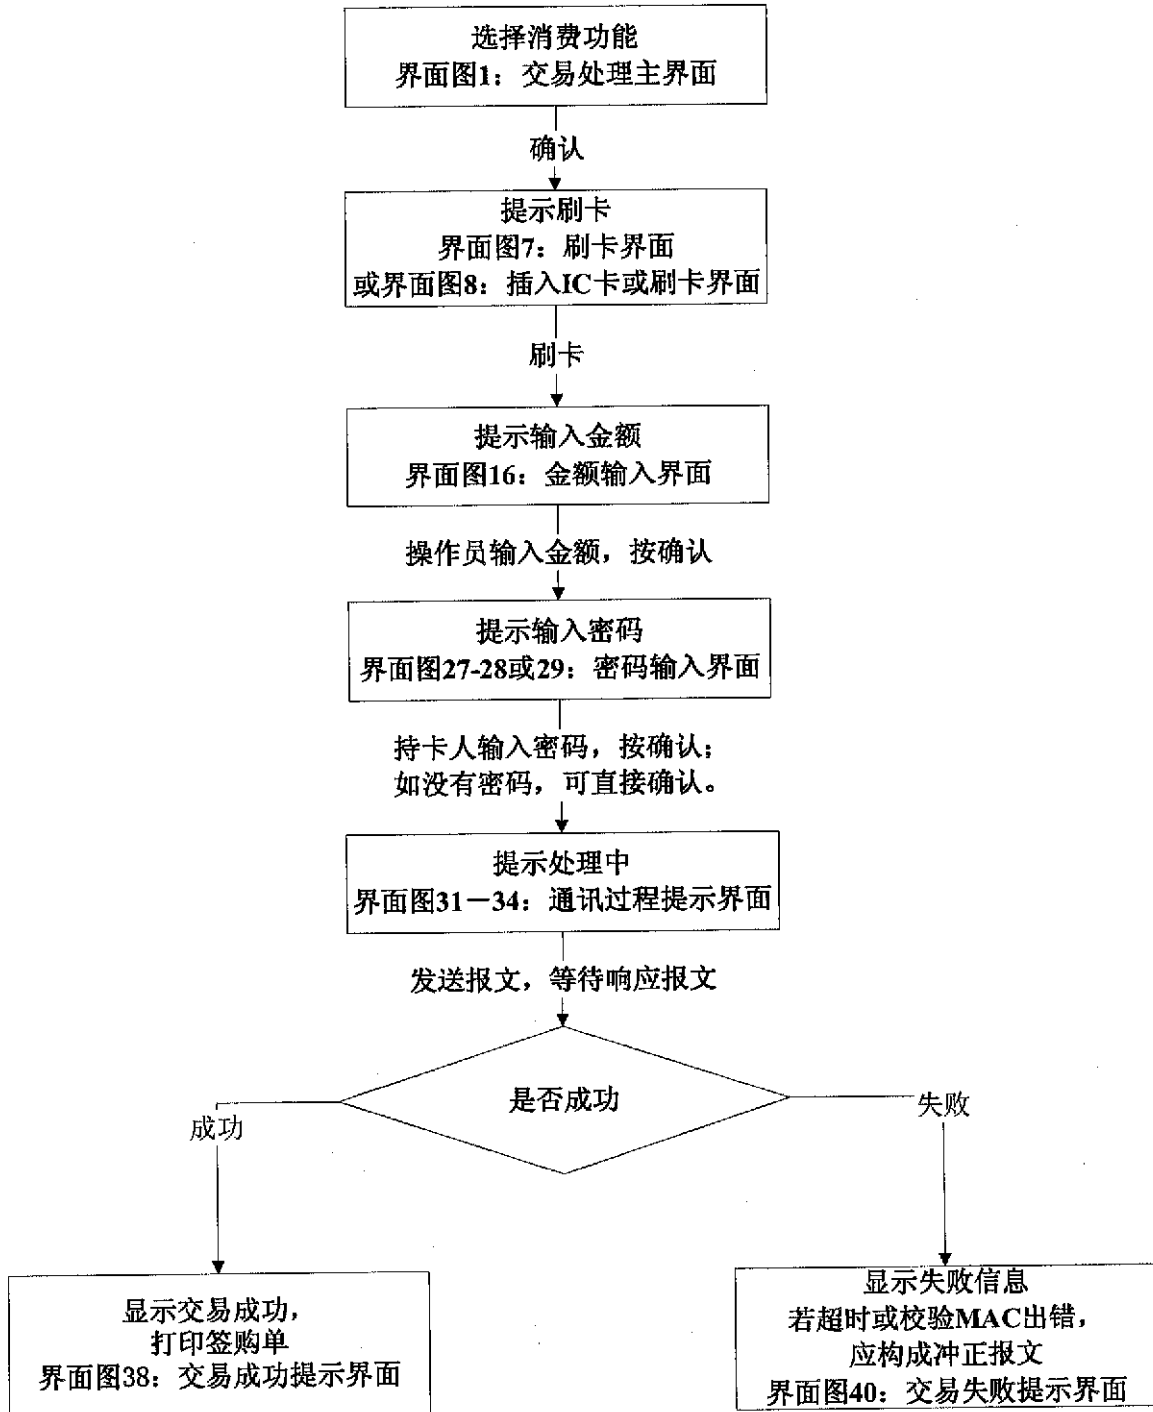 选择消费功能
界面图1：交易处理主界面
确认
提示刷卡
界面图7：刷卡界面
或界面图8：插入IC卡或刷卡界面
刷卡
提示输入金额
界面图16：金额输入界面
操作员输入金额，按确认
提示输入密码
界面图27-28或29：密码输入界面
持卡人输入密码，按确认；
如没有密码，可直接确认。
提示处理中
界面图31－34：通讯过程提示界面
发送报文，等待响应报文
是否成功
成功
失败
显示交易成功，
打印签购单
界面图38：交易成功提示界面
显示失败信息
若超时或校验MAC出错，
应构成冲正报文
界面图40：交易失败提示界面